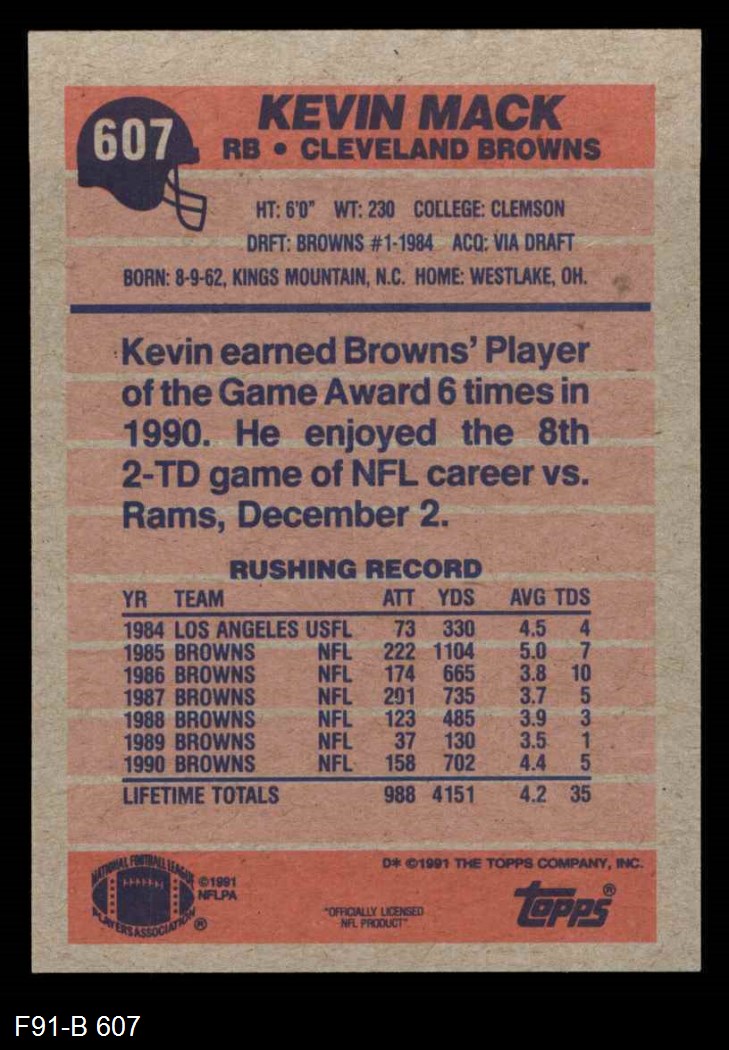 607
KEVIN MACK
RB • CLEVELAND BROWNS
HT: 6'0" WT: 230 COLLEGE: CLEMSON
DRFT: BROWNS #1-1984 ACQ: VIA DRAFT
BORN: 8-9-62, KINGS MOUNTAIN, N.C. HOME: WESTLAKE, OH.
Kevin earned Browns' Player
of the Game Award 6 times in
1990. He enjoyed the 8th
2-TD game of NFL career vs.
Rams, December 2.
RUSHING RECORD
YR TEAM ATT YDS AVG TDS
1984 LOS ANGELES USFL 73 330 4.5 4
1985 BROWNS NFL 222 1104 5.0 7
1986 BROWNS NFL 174 665 3.8 10
1987 BROWNS NFL 201 735 3.7 5
1988 BROWNS NFL 123 485 3.9 3
1989 BROWNS NFL 37 130 3.5 1
1990 BROWNS NFL 158 702 4.4 5
LIFETIME TOTALS 988 4151 4.2 35
D* ©1991 THE TOPPS COMPANY, INC.
NATIONAL FOOTBALL LEAGUE
PLAYERS ASSOCIATION ®
©1991
NFLPA
"OFFICIALLY LICENSED
NFL PRODUCT"
topps®
F91-B 607